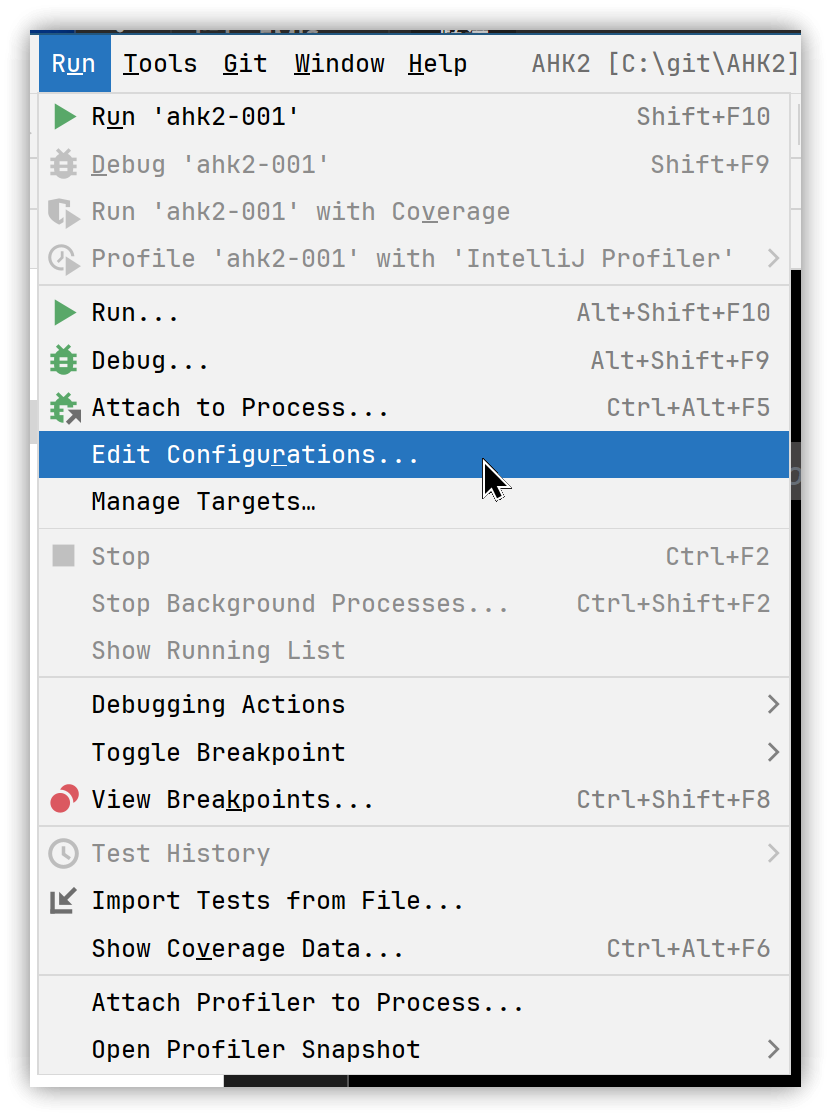 Run Tools Git Window Help AHK2 [C:\git\AHK2]
Run 'ahk2-001' Shift+F10
Debug 'ahk2-001' Shift+F9
Run 'ahk2-001' with Coverage
Profile 'ahk2-001' with 'IntelliJ Profiler'
Run... Alt+Shift+F10
Debug... Alt+Shift+F9
Attach to Process... Ctrl+Alt+F5
Edit Configurations...
Manage Targets…
Stop Ctrl+F2
Stop Background Processes... Ctrl+Shift+F2
Show Running List
Debugging Actions
Toggle Breakpoint
View Breakpoints... Ctrl+Shift+F8
Test History
Import Tests from File...
Show Coverage Data... Ctrl+Alt+F6
Attach Profiler to Process...
Open Profiler Snapshot